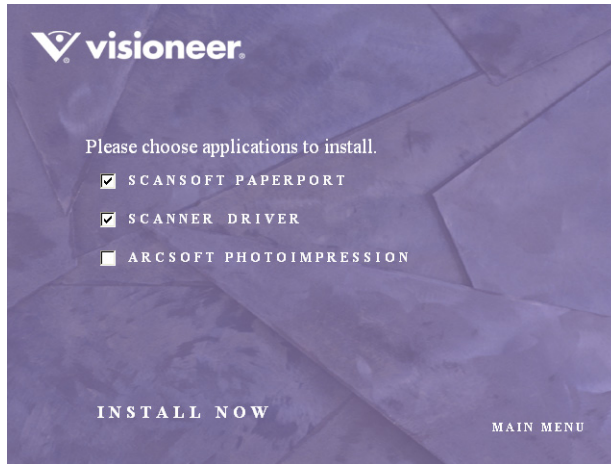 visioneer®
Please choose applications to install.
SCANSOFT PAPERPORT
SCANNER DRIVER
ARCSOFT PHOTOIMPRESSION
INSTALL NOW
MAIN MENU